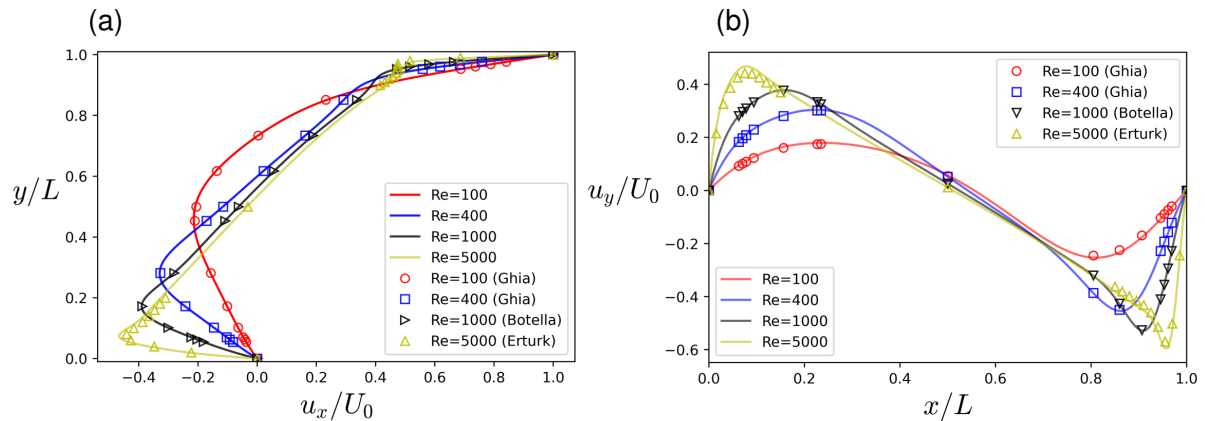 (a)
1.0
0.8
0.6
0.4
0.2
0.0
y/L
−0.4
−0.2
0.0
0.2
0.4
0.6
0.8
1.0
u_x/U_0
Re=100
Re=400
Re=1000
Re=5000
Re=100 (Ghia)
Re=400 (Ghia)
Re=1000 (Botella)
Re=5000 (Erturk)
(b)
0.4
0.2
0.0
−0.2
−0.4
−0.6
u_y/U_0
0.0
0.2
0.4
0.6
0.8
1.0
x/L
Re=100 (Ghia)
Re=400 (Ghia)
Re=1000 (Botella)
Re=5000 (Erturk)
Re=100
Re=400
Re=1000
Re=5000